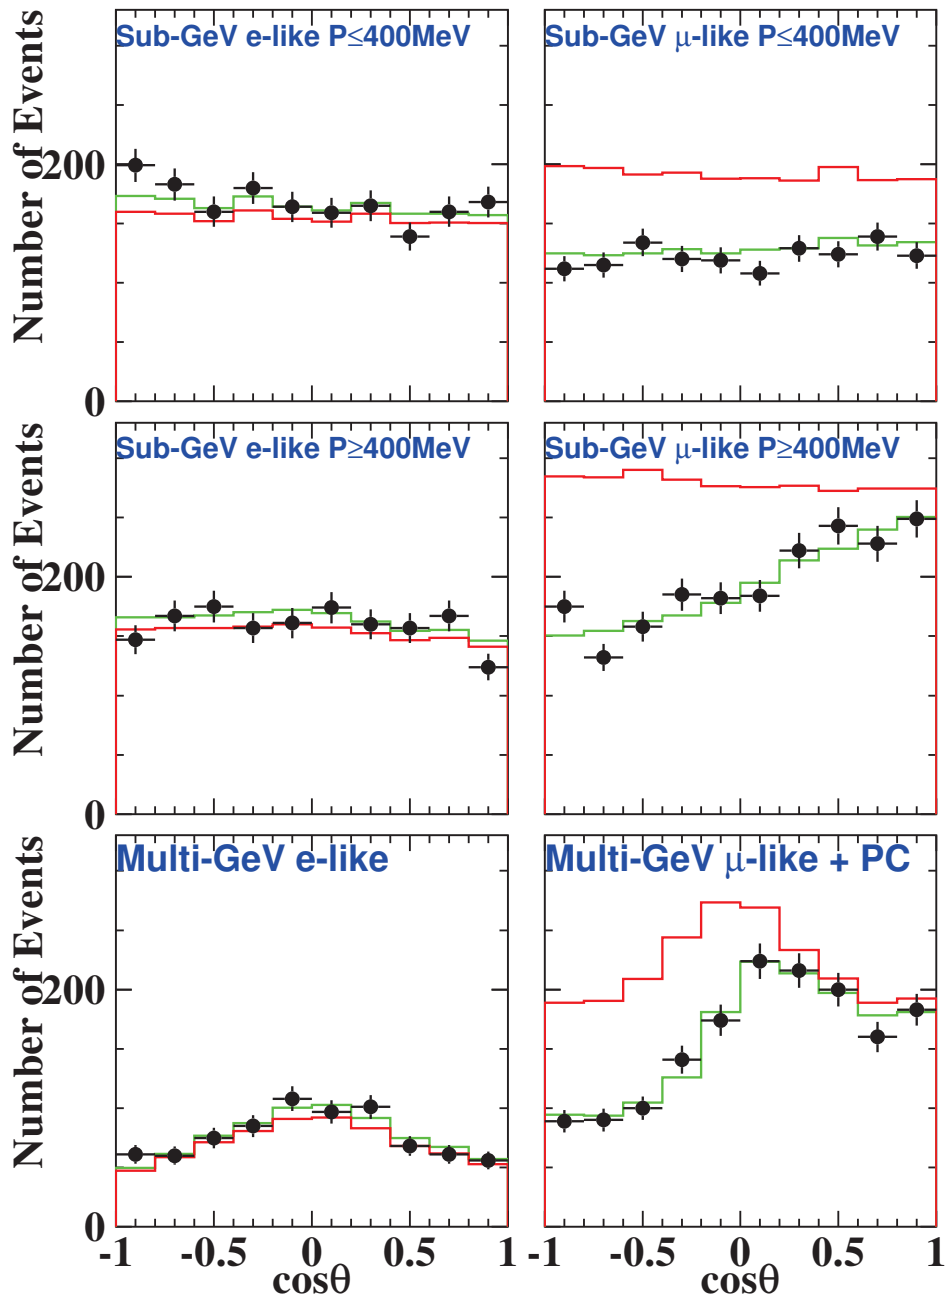 Sub-GeV e-like P≤400MeV
Sub-GeV μ-like P≤400MeV
Number of Events
200
0
Sub-GeV e-like P≥400MeV
Sub-GeV μ-like P≥400MeV
Number of Events
200
0
Multi-GeV e-like
Multi-GeV μ-like + PC
Number of Events
200
0
-1 -0.5 0 0.5 1
-1 -0.5 0 0.5 1
cosθ
cosθ